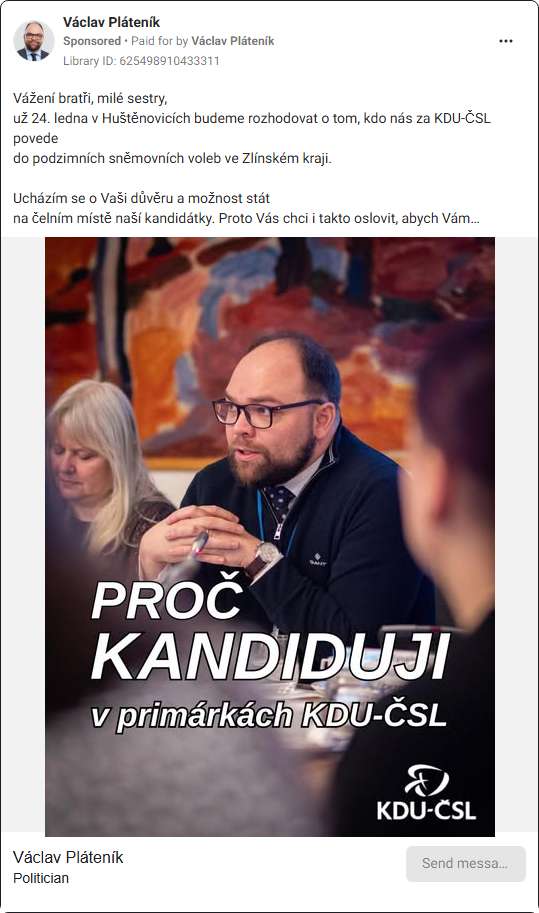 Václav Pláteník
Sponsored • Paid for by Václav Pláteník
Library ID: 625498910433311
Vážení bratři, milé sestry,
už 24. ledna v Huštěnovicích budeme rozhodovat o tom, kdo nás za KDU-ČSL
povede
do podzimních sněmovních voleb ve Zlínském kraji.
Ucházím se o Vaši důvěru a možnost stát
na čelním místě naší kandidátky. Proto Vás chci i takto oslovit, abych Vám...
GANT
PROČ
KANDIDUJI
v primárkách KDU-ČSL
KDU-ČSL
Václav Pláteník
Politician
Send messa...